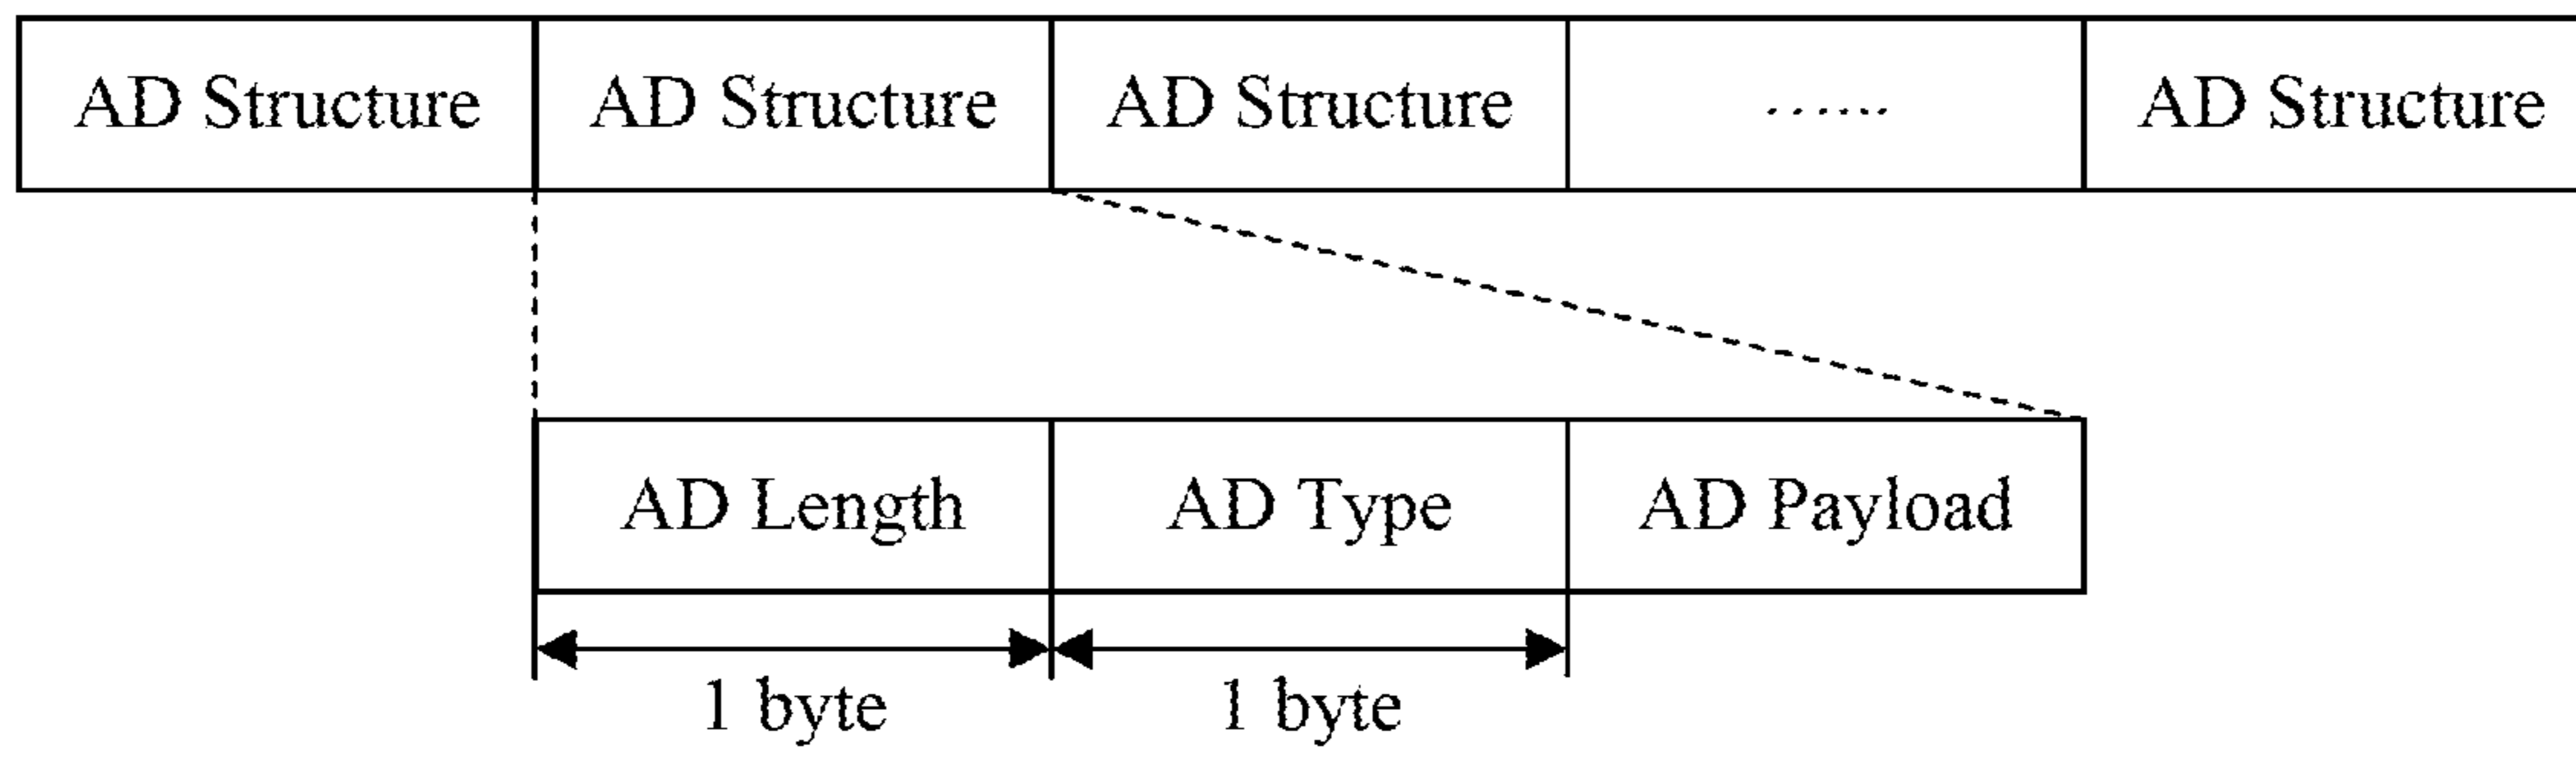 AD Structure AD Structure AD Structure ...... AD Structure
AD Length AD Type AD Payload
1 byte 1 byte